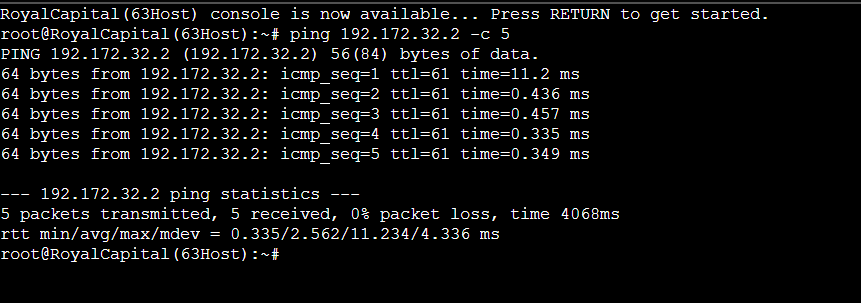 RoyalCapital(63Host) console is now available... Press RETURN to get started.
root@RoyalCapital(63Host):~# ping 192.172.32.2 -c 5
PING 192.172.32.2 (192.172.32.2) 56(84) bytes of data.
64 bytes from 192.172.32.2: icmp_seq=1 ttl=61 time=11.2 ms
64 bytes from 192.172.32.2: icmp_seq=2 ttl=61 time=0.436 ms
64 bytes from 192.172.32.2: icmp_seq=3 ttl=61 time=0.457 ms
64 bytes from 192.172.32.2: icmp_seq=4 ttl=61 time=0.335 ms
64 bytes from 192.172.32.2: icmp_seq=5 ttl=61 time=0.349 ms

--- 192.172.32.2 ping statistics ---
5 packets transmitted, 5 received, 0% packet loss, time 4068ms
rtt min/avg/max/mdev = 0.335/2.562/11.234/4.336 ms
root@RoyalCapital(63Host):~#